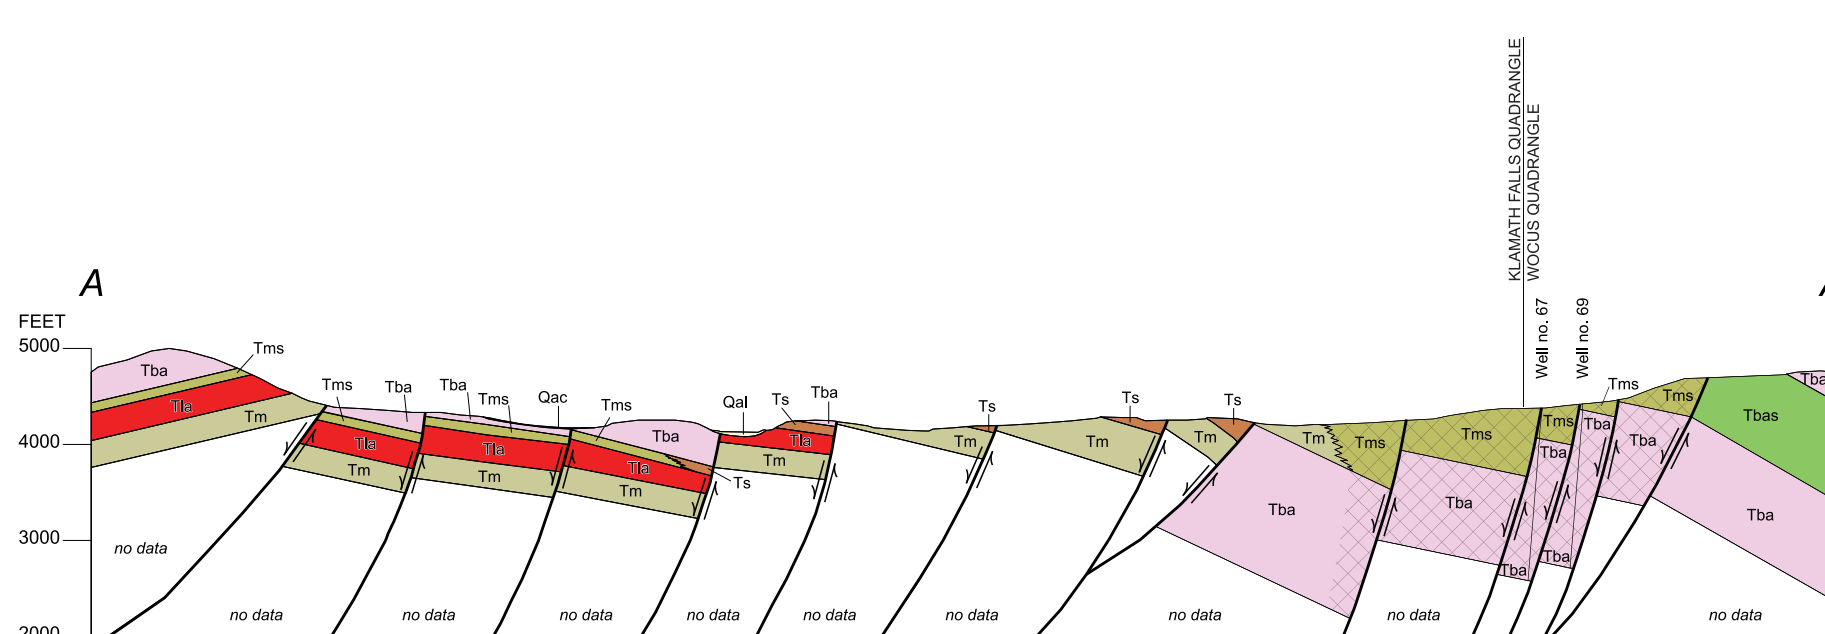 KLAMATH FALLS QUADRANGLE
WOCUS QUADRANGLE
A
Well no. 67
Well no. 69
FEET
5000
4000
3000
2000
Tba
Tms
Tla
Tm
no data
Tms
Tba
Tla
Tm
no data
Tba
Tms
Qac
Tla
Tm
no data
Tms
Tba
Tla
Ts
Tm
no data
Qal
Ts
Tba
Tla
Tm
no data
Ts
Tm
no data
Ts
Tm
Ts
Tm
no data
Tm
Tms
Tba
Tms
Tba
Tba
no data
Tms
Tba
Tba
Tms
Tba
Tba
Tms
Tbas
Tba
Tba
no data